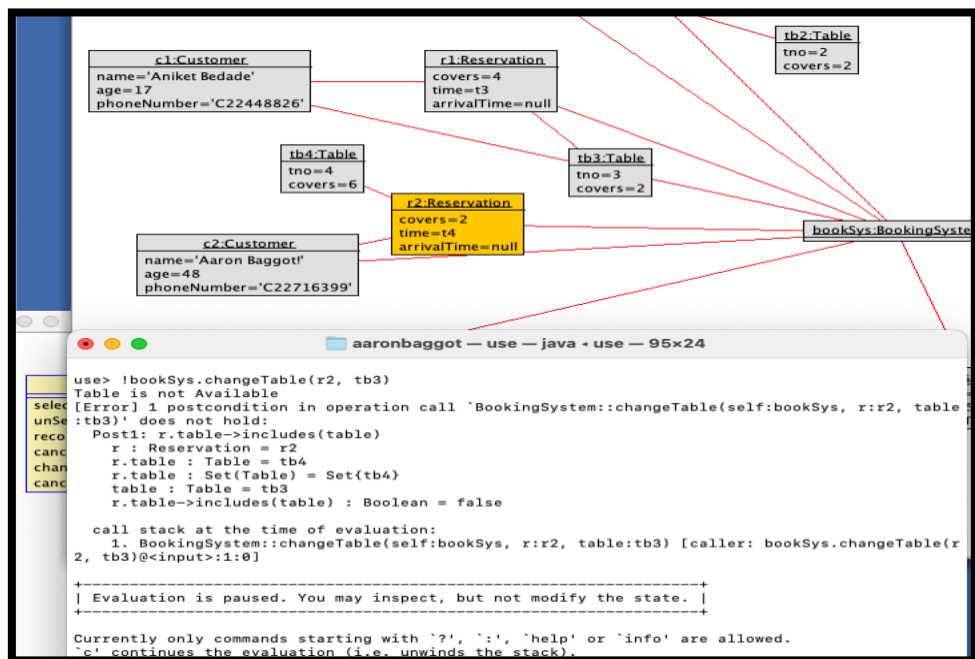 tb2:Table
tno=2
covers=2
c1:Customer
name='Aniket Bedade'
age=17
phoneNumber='C22448826'
r1:Reservation
covers=4
time=t3
arrivalTime=null
tb4:Table
tno=4
covers=6
tb3:Table
tno=3
covers=2
r2:Reservation
covers=2
time=t4
arrivalTime=null
bookSys:BookingSyste
c2:Customer
name='Aaron Baggot!'
age=48
phoneNumber='C22716399'
selec
unSe
reco
canc
chan
canc
aaronbaggot — use — java ◂ use — 95×24
use> !bookSys.changeTable(r2, tb3)
Table is not Available
[Error] 1 postcondition in operation call `BookingSystem::changeTable(self:bookSys, r:r2, table
:tb3)' does not hold:
Post1: r.table->includes(table)
r : Reservation = r2
r.table : Table = tb4
r.table : Set(Table) = Set{tb4}
table : Table = tb3
r.table->includes(table) : Boolean = false
call stack at the time of evaluation:
1. BookingSystem::changeTable(self:bookSys, r:r2, table:tb3) [caller: bookSys.changeTable(r
2, tb3)@<input>:1:0]
+------------------------------------------------------------------+
| Evaluation is paused. You may inspect, but not modify the state. |
+------------------------------------------------------------------+
Currently only commands starting with `?', `:', `help' or `info' are allowed.
`c' continues the evaluation (i.e. unwinds the stack).